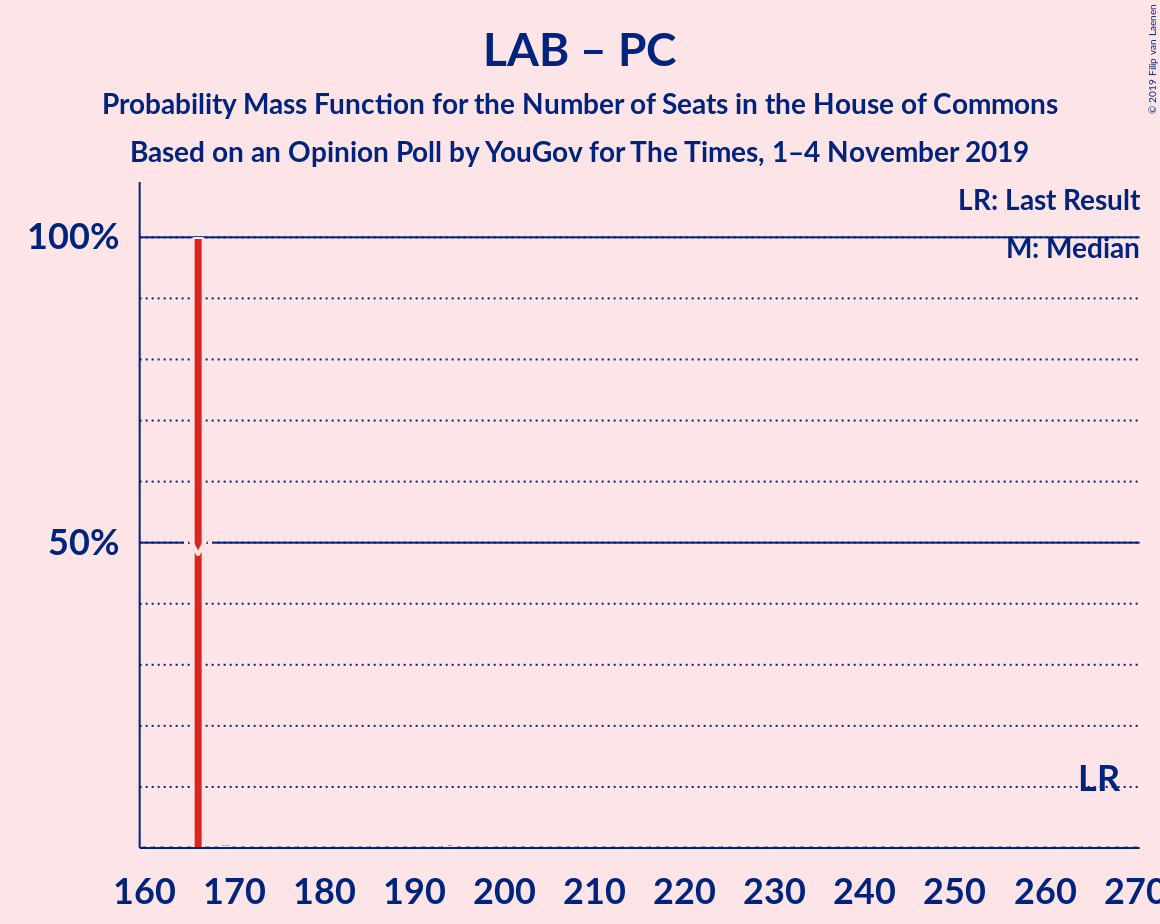 LAB – PC
Probability Mass Function for the Number of Seats in the House of Commons
Based on an Opinion Poll by YouGov for The Times, 1–4 November 2019
© 2019 Filip van Laenen
LR: Last Result
M: Median
100%
50%
M
LR
160 170 180 190 200 210 220 230 240 250 260 270